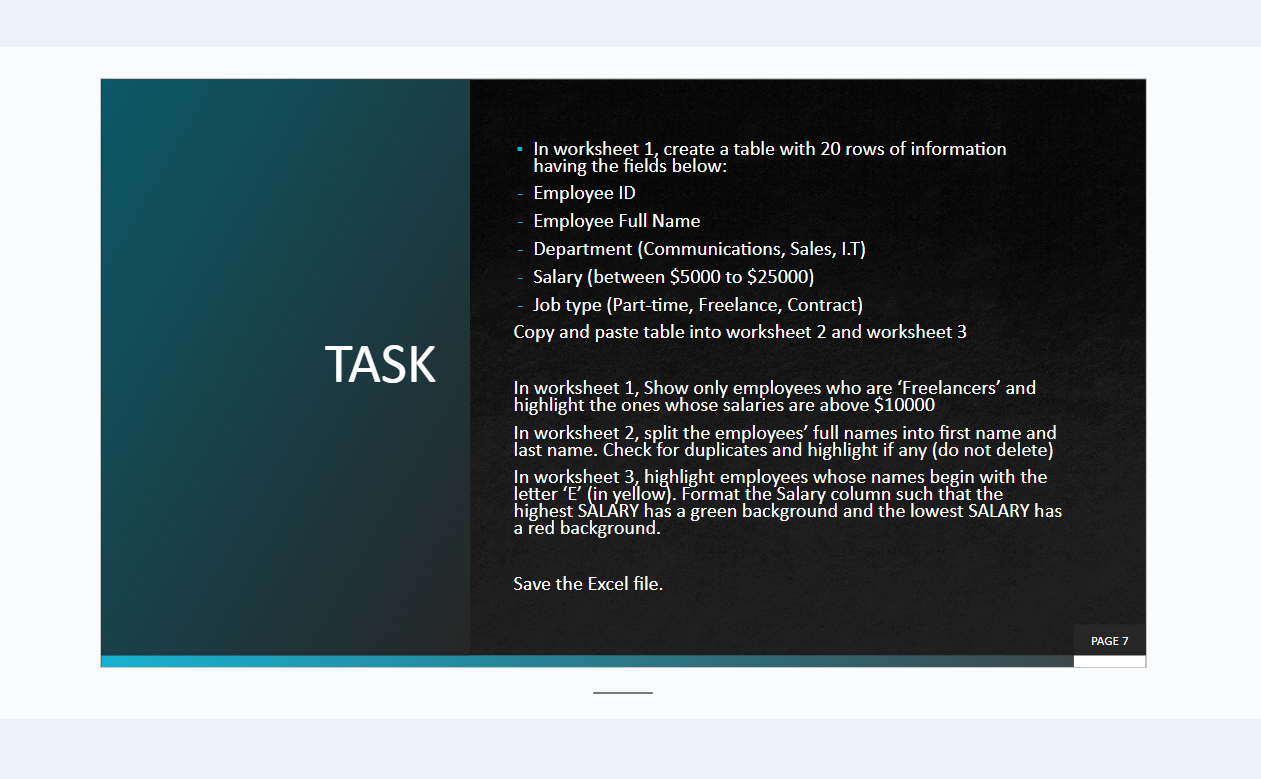 TASK
▪ In worksheet 1, create a table with 20 rows of information
having the fields below:
- Employee ID
- Employee Full Name
- Department (Communications, Sales, I.T)
- Salary (between $5000 to $25000)
- Job type (Part-time, Freelance, Contract)
Copy and paste table into worksheet 2 and worksheet 3
In worksheet 1, Show only employees who are ‘Freelancers’ and
highlight the ones whose salaries are above $10000
In worksheet 2, split the employees’ full names into first name and
last name. Check for duplicates and highlight if any (do not delete)
In worksheet 3, highlight employees whose names begin with the
letter ‘E’ (in yellow). Format the Salary column such that the
highest SALARY has a green background and the lowest SALARY has
a red background.
Save the Excel file.
PAGE 7